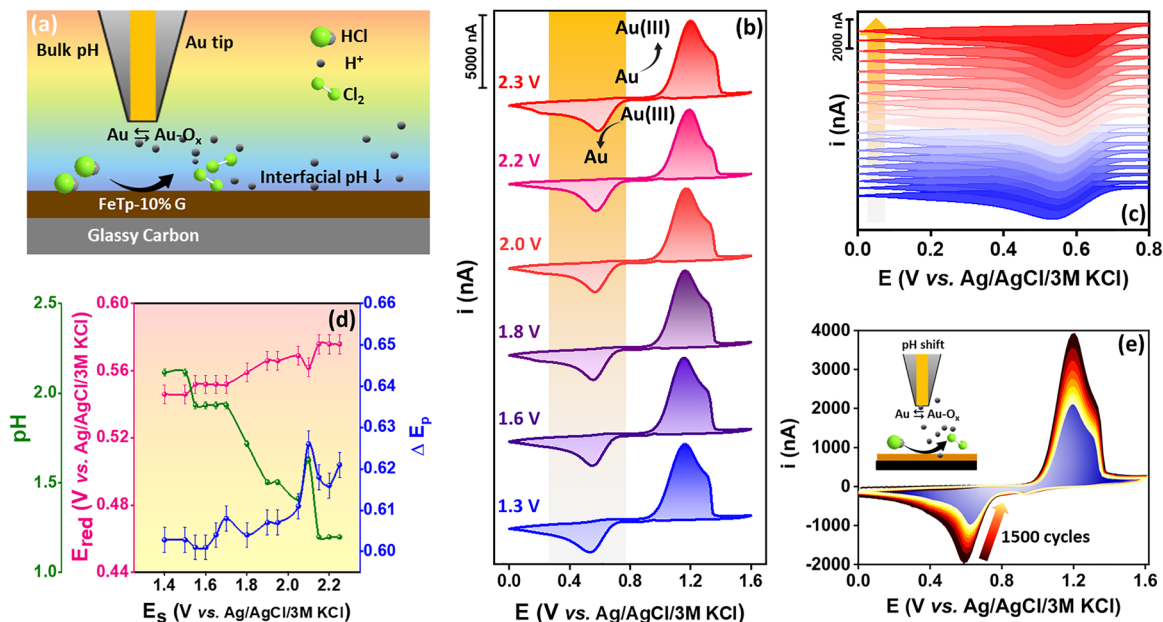 (a)
Bulk pH
Au tip
HCl
H⁺
Cl₂
Au ⇆ Au-Oₓ
Interfacial pH ↓
FeTp-10% G
Glassy Carbon
(b)
5000 nA
i (nA)
2.3 V
2.2 V
2.0 V
1.8 V
1.6 V
1.3 V
Au(III)
Au
Au(III)
Au
0.0 0.6 1.2 1.8
E (V vs. Ag/AgCl/3M KCl)
(c)
2000 nA
i (nA)
0.0 0.2 0.4 0.6 0.8
E (V vs. Ag/AgCl/3M KCl)
(d)
pH
2.5
2.0
1.5
1.0
E_red (V vs. Ag/AgCl/3M KCl)
0.60
0.56
0.52
0.48
0.44
Δ E_p
0.66
0.65
0.64
0.63
0.62
0.61
0.60
1.4 1.6 1.8 2.0 2.2
E_S (V vs. Ag/AgCl/3M KCl)
(e)
pH shift
Au ⇆ Au-Oₓ
1500 cycles
i (nA)
4000
3000
2000
1000
0
-1000
-2000
0.0 0.4 0.8 1.2 1.6
E (V vs. Ag/AgCl/3M KCl)